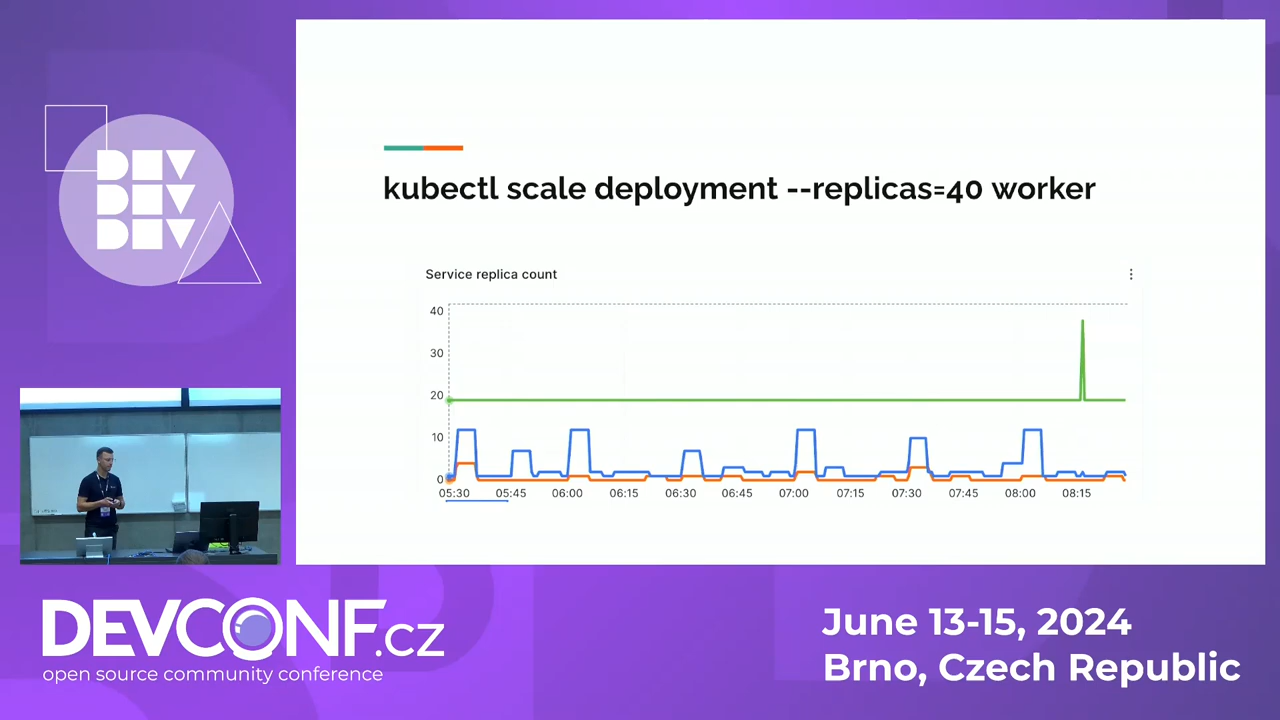 DEV
DEV
DEV
kubectl scale deployment --replicas=40 worker
Service replica count
40
30
20
10
0
05:30 05:45 06:00 06:15 06:30 06:45 07:00 07:15 07:30 07:45 08:00 08:15
DEVCONF.cz
open source community conference
June 13-15, 2024
Brno, Czech Republic